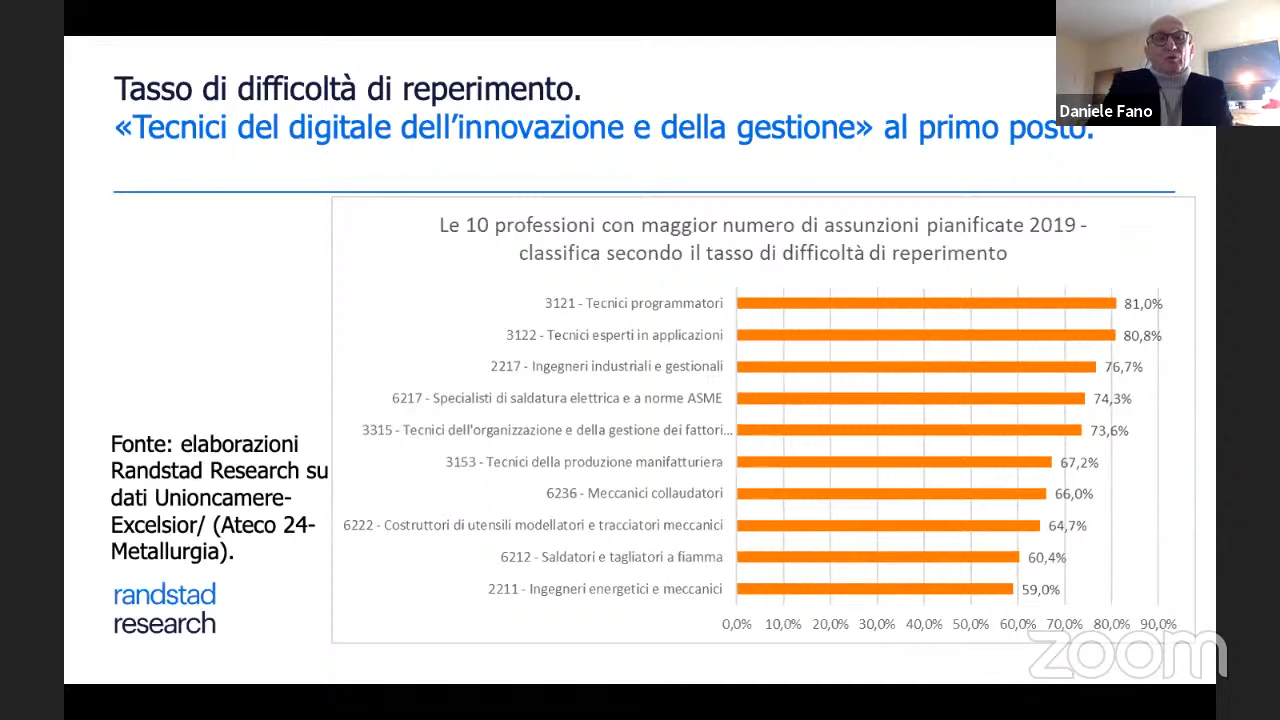 Tasso di difficoltà di reperimento.
«Tecnici del digitale dell’innovazione e della gestione» al primo posto.
Daniele Fano
Le 10 professioni con maggior numero di assunzioni pianificate 2019 -
classifica secondo il tasso di difficoltà di reperimento
3121 - Tecnici programmatori 81,0%
3122 - Tecnici esperti in applicazioni 80,8%
2217 - Ingegneri industriali e gestionali 76,7%
6217 - Specialisti di saldatura elettrica e a norme ASME 74,3%
3315 - Tecnici dell'organizzazione e della gestione dei fattori... 73,6%
3153 - Tecnici della produzione manifatturiera 67,2%
6236 - Meccanici collaudatori 66,0%
6222 - Costruttori di utensili modellatori e tracciatori meccanici 64,7%
6212 - Saldatori e tagliatori a fiamma 60,4%
2211 - Ingegneri energetici e meccanici 59,0%
0,0% 10,0% 20,0% 30,0% 40,0% 50,0% 60,0% 70,0% 80,0% 90,0%
Fonte: elaborazioni
Randstad Research su
dati Unioncamere-
Excelsior/ (Ateco 24-
Metallurgia).
randstad
research
zoom